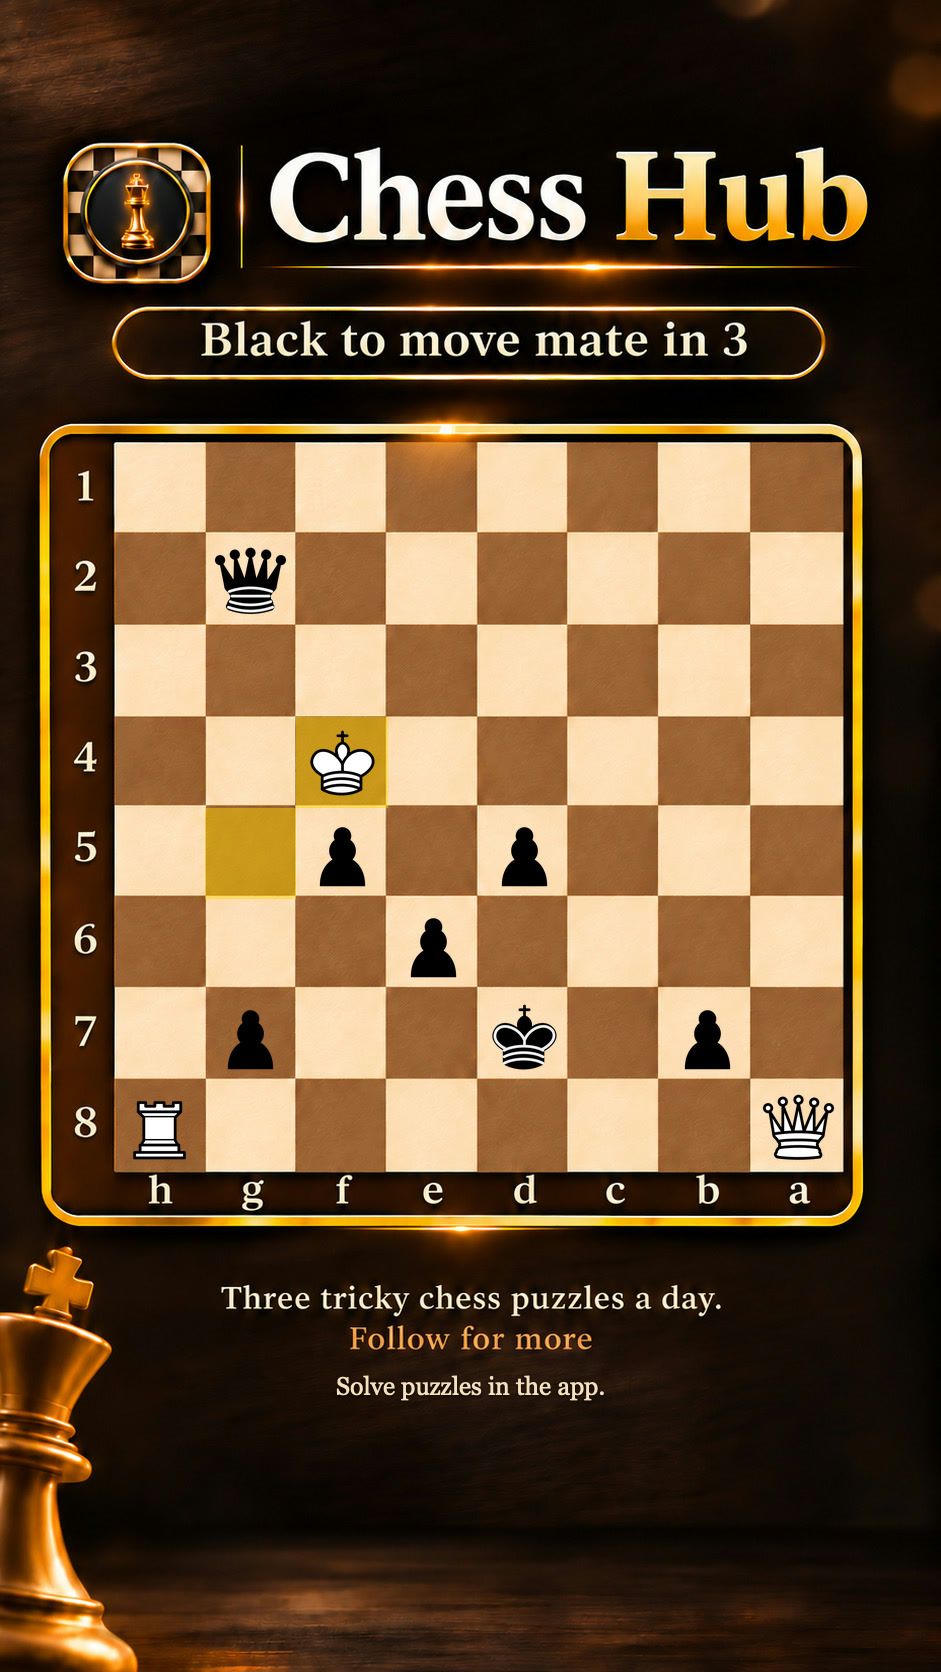 Chess Hub
Black to move mate in 3
1
2
3
4
5
6
7
8
h g f e d c b a
Three tricky chess puzzles a day.
Follow for more
Solve puzzles in the app.